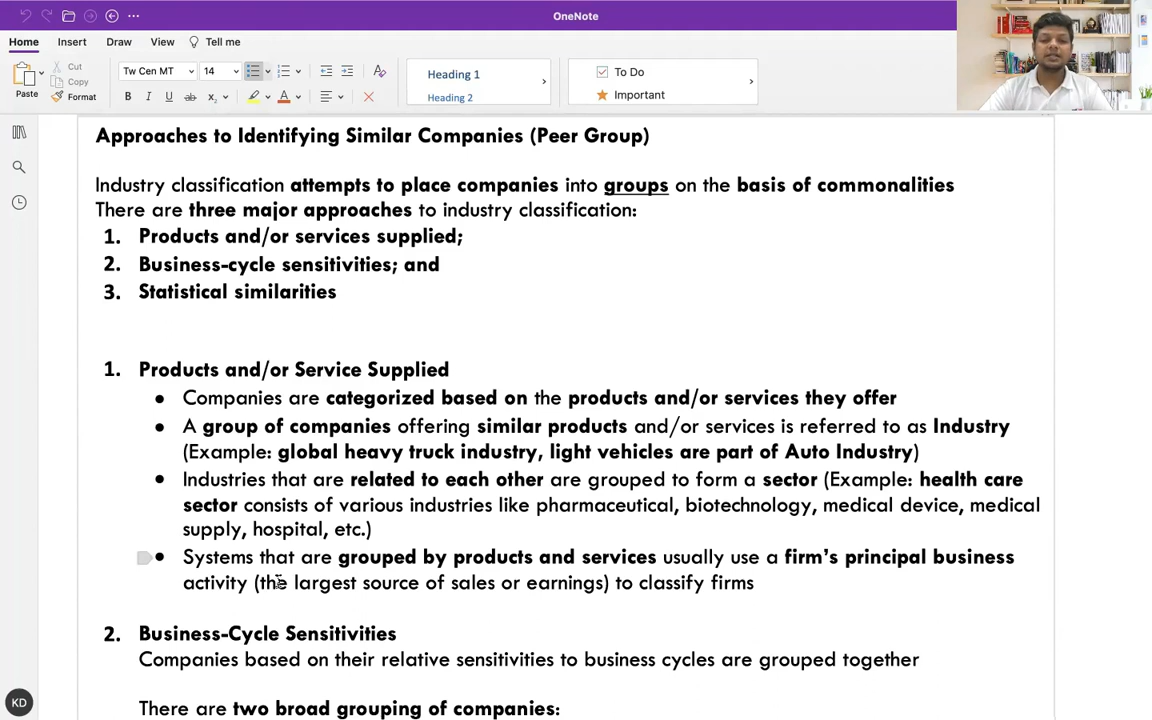 OneNote
Home Insert Draw View Tell me
Paste
Cut
Copy
Format
Tw Cen MT 14
B I U ab x₂ A
Heading 1
Heading 2
To Do
Important
Approaches to Identifying Similar Companies (Peer Group)
Industry classification attempts to place companies into groups on the basis of commonalities
There are three major approaches to industry classification:
1. Products and/or services supplied;
2. Business-cycle sensitivities; and
3. Statistical similarities
1. Products and/or Service Supplied
● Companies are categorized based on the products and/or services they offer
● A group of companies offering similar products and/or services is referred to as Industry
(Example: global heavy truck industry, light vehicles are part of Auto Industry)
● Industries that are related to each other are grouped to form a sector (Example: health care
sector consists of various industries like pharmaceutical, biotechnology, medical device, medical
supply, hospital, etc.)
● Systems that are grouped by products and services usually use a firm's principal business
activity (the largest source of sales or earnings) to classify firms
2. Business-Cycle Sensitivities
Companies based on their relative sensitivities to business cycles are grouped together
There are two broad grouping of companies:
KD